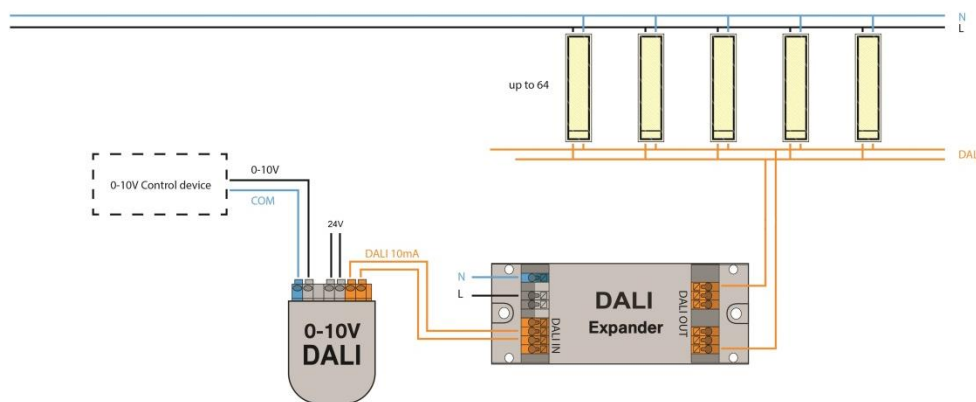 N
L
up to 64
DAL
0-10V
0-10V Control device
COM
24V
DALI 10mA
N
L
DALI IN
DALI
Expander
DALI OUT
0-10V
DALI